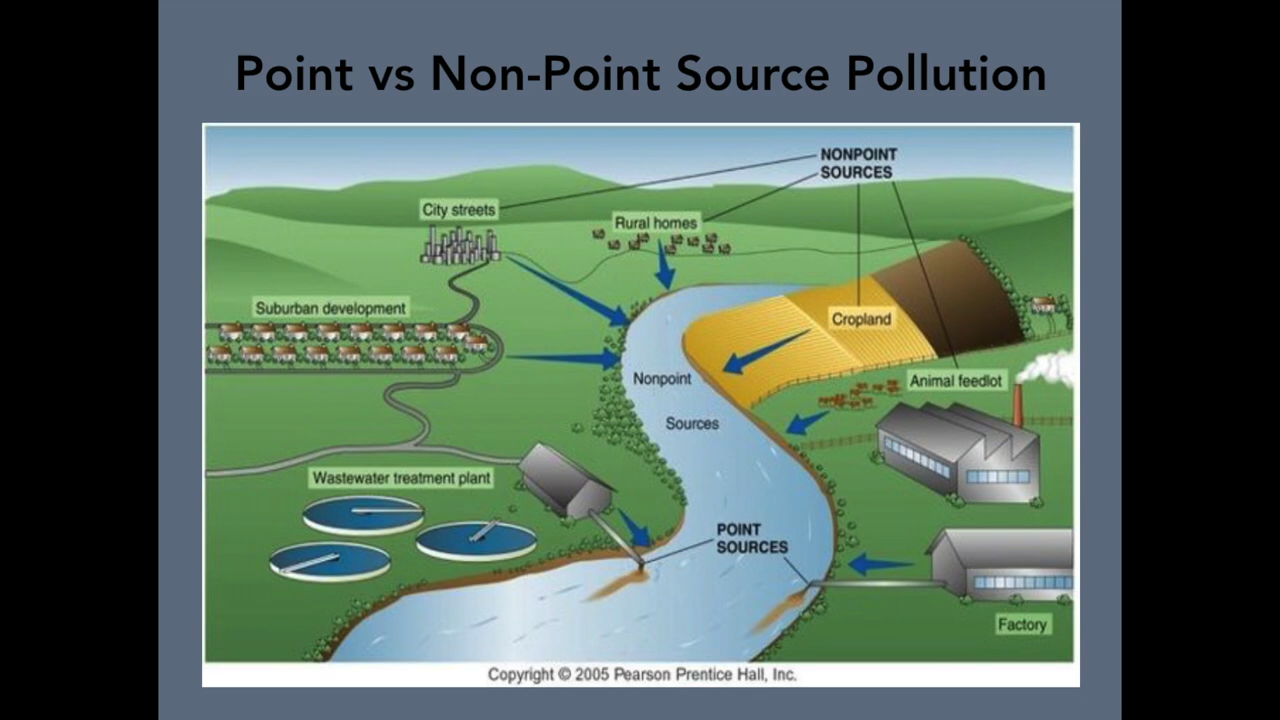 Point vs Non-Point Source Pollution
NONPOINT
SOURCES
City streets
Rural homes
Suburban development
Cropland
Nonpoint
Animal feedlot
Sources
Wastewater treatment plant
POINT
SOURCES
Factory
Copyright © 2005 Pearson Prentice Hall, Inc.